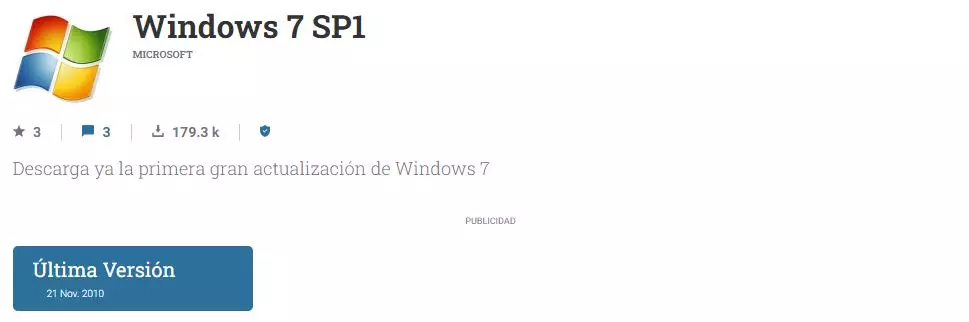 Windows 7 SP1
MICROSOFT
3
3
179.3 k
Descarga ya la primera gran actualización de Windows 7
PUBLICIDAD
Última Versión
21 Nov. 2010